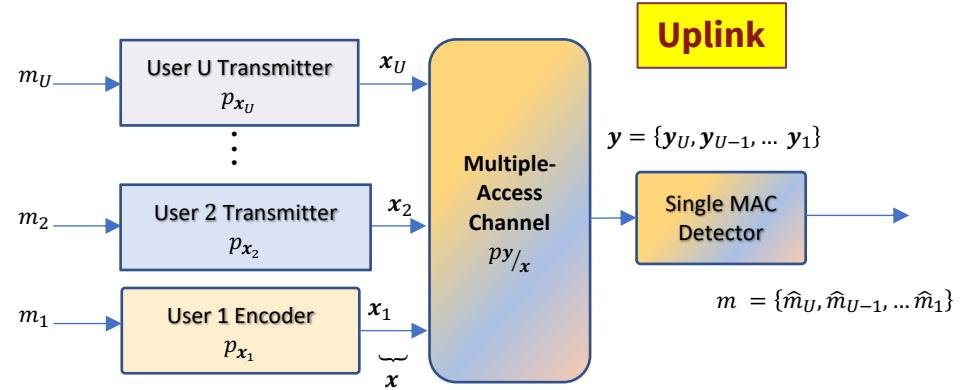 Uplink
m_U
User U Transmitter
p_{x_U}
x_U
⋮
m_2
User 2 Transmitter
p_{x_2}
x_2
m_1
User 1 Encoder
p_{x_1}
x_1
x
Multiple-
Access
Channel
p_{y/x}
y = {y_U, y_{U−1}, … y_1}
Single MAC
Detector
m = {m̂_U, m̂_{U−1}, … m̂_1}